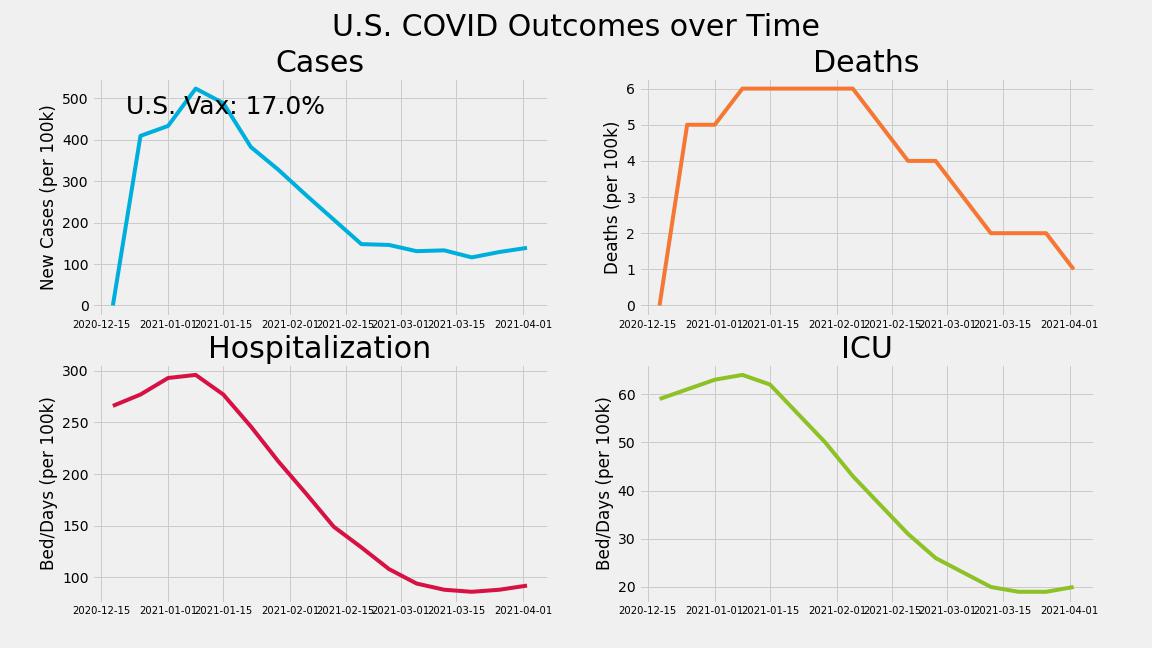 U.S. COVID Outcomes over Time
Cases
U.S. Vax: 17.0%
New Cases (per 100k)
500
400
300
200
100
0
2020-12-15 2021-01-01 2021-01-15 2021-02-01 2021-02-15 2021-03-01 2021-03-15 2021-04-01
Deaths
Deaths (per 100k)
6
5
4
3
2
1
0
2020-12-15 2021-01-01 2021-01-15 2021-02-01 2021-02-15 2021-03-01 2021-03-15 2021-04-01
Hospitalization
Bed/Days (per 100k)
300
250
200
150
100
2020-12-15 2021-01-01 2021-01-15 2021-02-01 2021-02-15 2021-03-01 2021-03-15 2021-04-01
ICU
Bed/Days (per 100k)
60
50
40
30
20
2020-12-15 2021-01-01 2021-01-15 2021-02-01 2021-02-15 2021-03-01 2021-03-15 2021-04-01